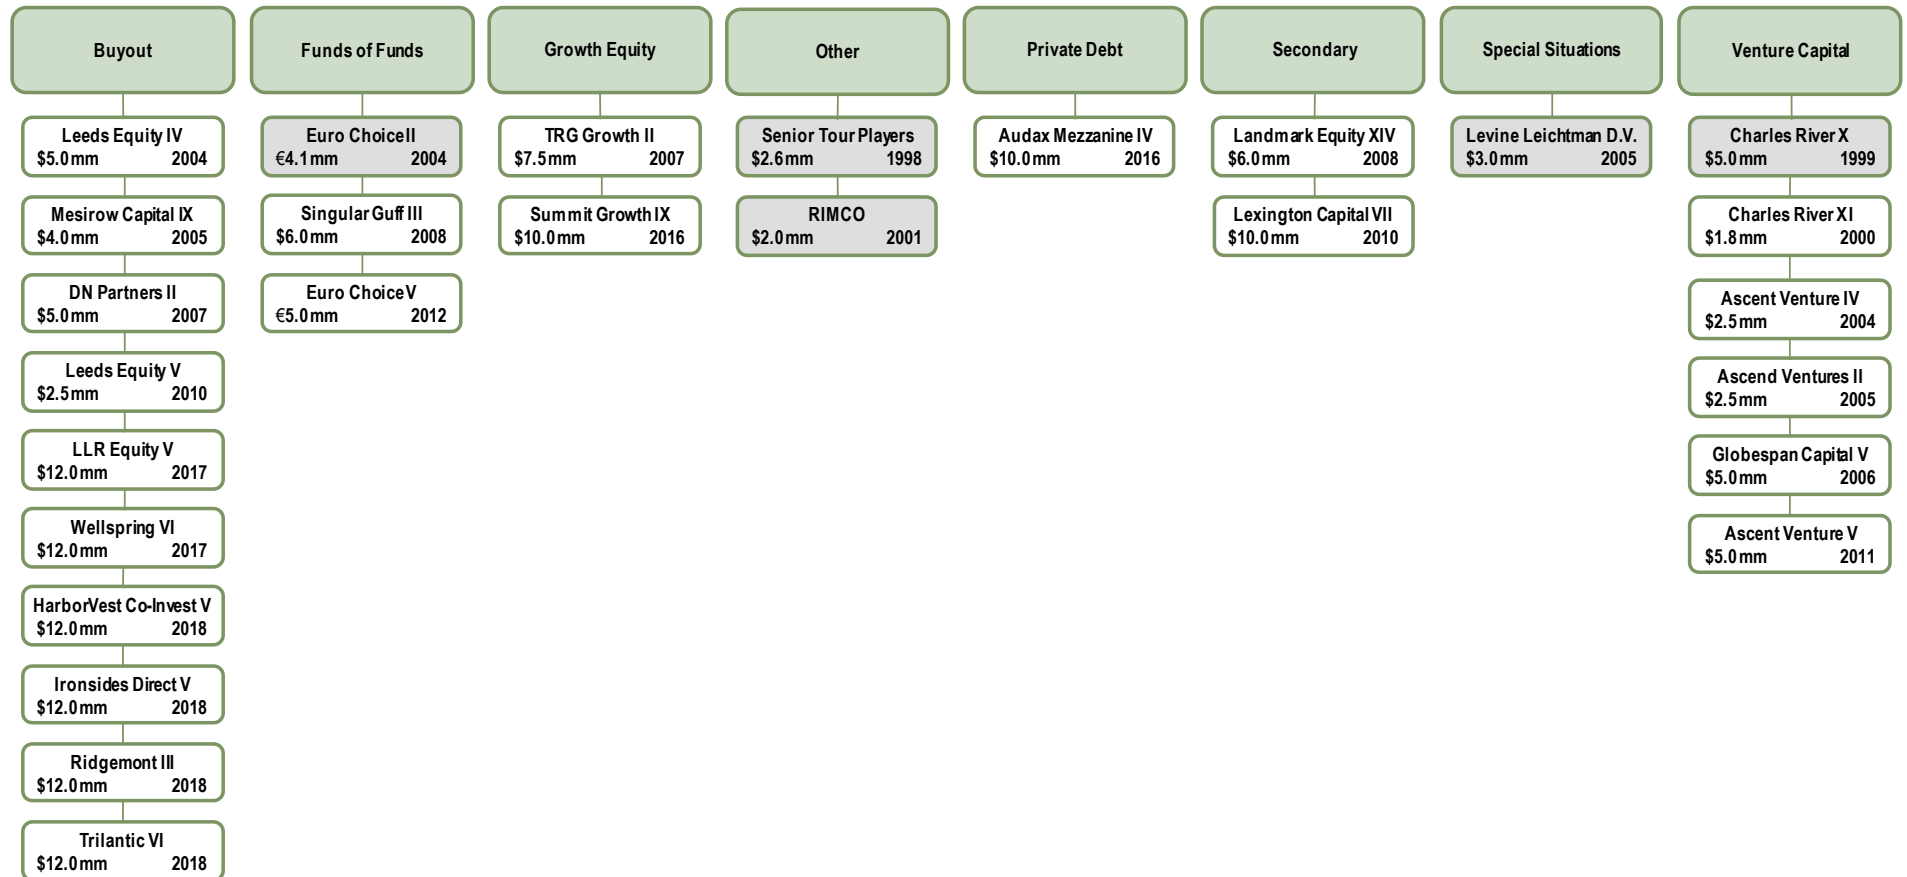 Buyout
Leeds Equity IV
$5.0mm 2004
Mesirow Capital IX
$4.0mm 2005
DN Partners II
$5.0mm 2007
Leeds Equity V
$2.5mm 2010
LLR Equity V
$12.0mm 2017
Wellspring VI
$12.0mm 2017
HarborVest Co-Invest V
$12.0mm 2018
Ironsides Direct V
$12.0mm 2018
Ridgemont III
$12.0mm 2018
Trilantic VI
$12.0mm 2018
Funds of Funds
Euro Choice II
€4.1mm 2004
Singular Guff III
$6.0mm 2008
Euro Choice V
€5.0mm 2012
Growth Equity
TRG Growth II
$7.5mm 2007
Summit Growth IX
$10.0mm 2016
Other
Senior Tour Players
$2.6mm 1998
RIMCO
$2.0mm 2001
Private Debt
Audax Mezzanine IV
$10.0mm 2016
Secondary
Landmark Equity XIV
$6.0mm 2008
Lexington Capital VII
$10.0mm 2010
Special Situations
Levine Leichtman D.V.
$3.0mm 2005
Venture Capital
Charles River X
$5.0mm 1999
Charles River XI
$1.8mm 2000
Ascent Venture IV
$2.5mm 2004
Ascend Ventures II
$2.5mm 2005
Globespan Capital V
$5.0mm 2006
Ascent Venture V
$5.0mm 2011